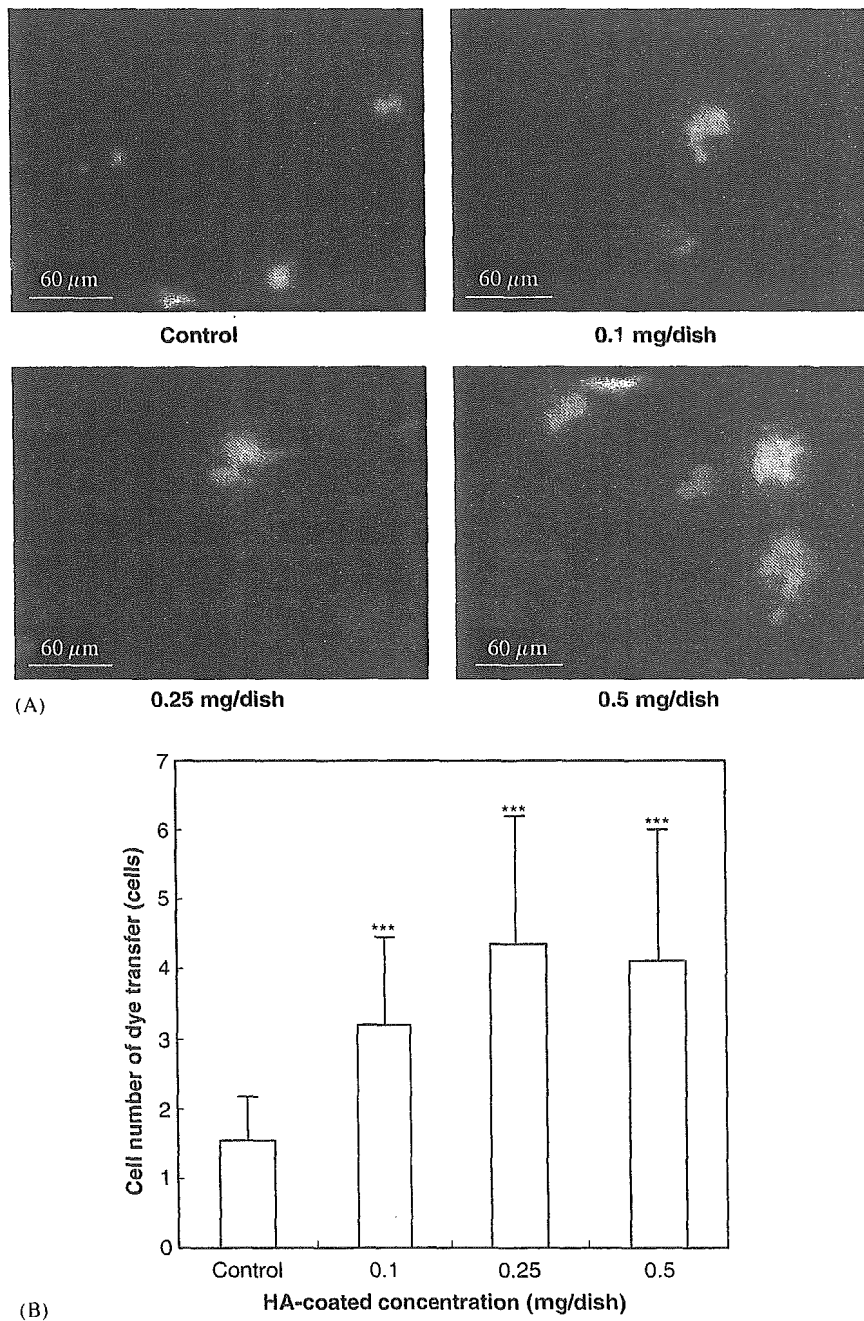 60 μm
60 μm
Control
0.1 mg/dish
60 μm
60 μm
0.25 mg/dish
0.5 mg/dish
(A)
7
6
5
4
3
2
1
0
Cell number of dye transfer (cells)
***
***
***
Control
0.1
0.25
0.5
HA-coated concentration (mg/dish)
(B)